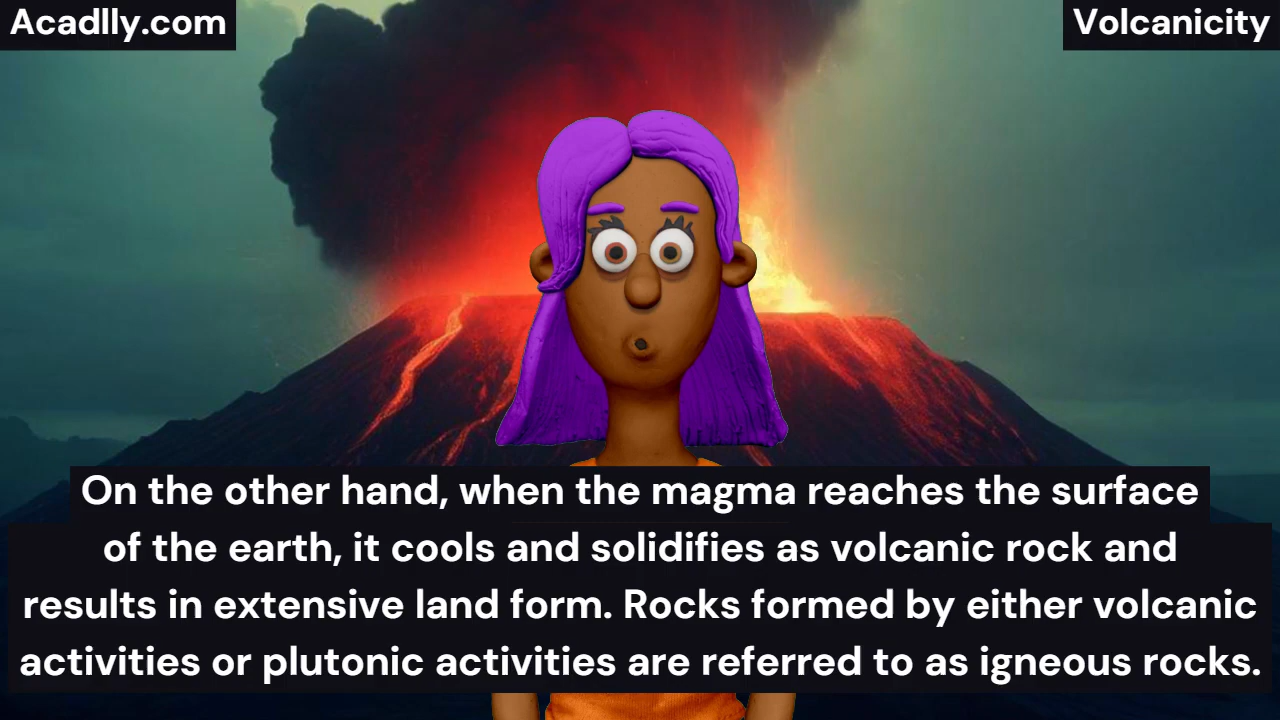 Acadlly.com
Volcanicity
On the other hand, when the magma reaches the surface
of the earth, it cools and solidifies as volcanic rock and
results in extensive land form. Rocks formed by either volcanic
activities or plutonic activities are referred to as igneous rocks.